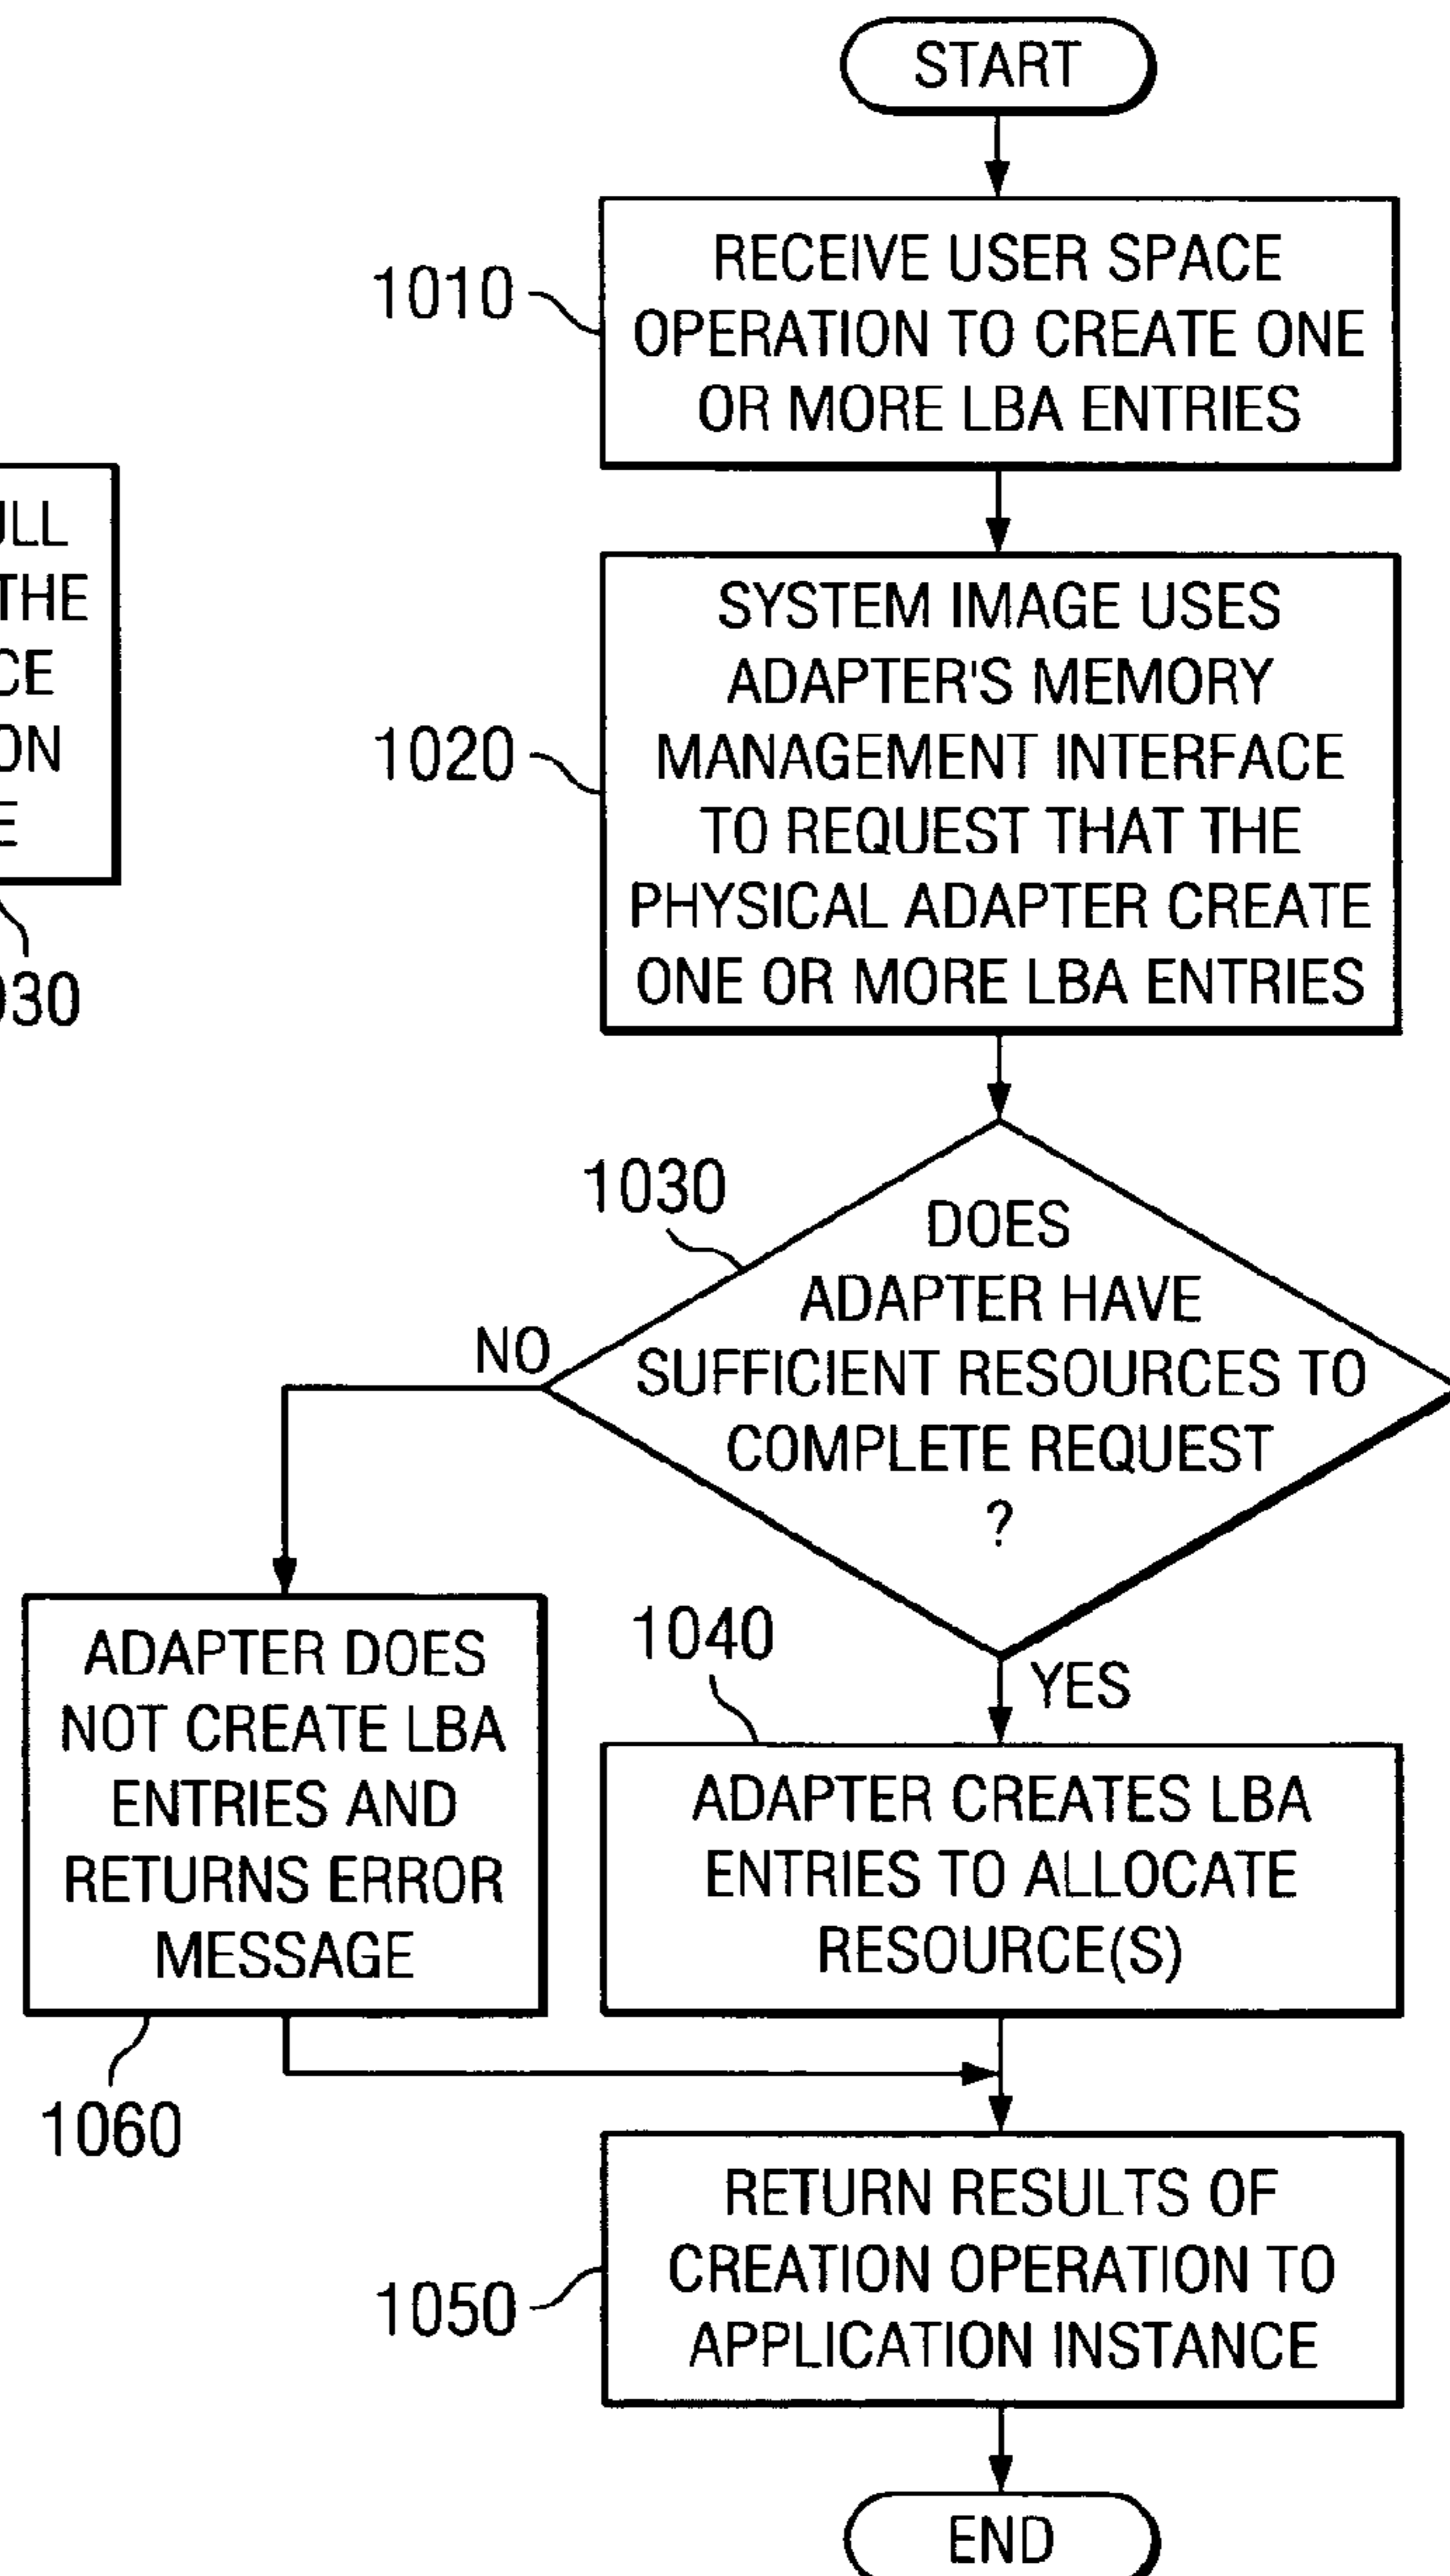 START
1010
RECEIVE USER SPACE
OPERATION TO CREATE ONE
OR MORE LBA ENTRIES
THE
1020
SYSTEM IMAGE USES
ADAPTER'S MEMORY
MANAGEMENT INTERFACE
TO REQUEST THAT THE
PHYSICAL ADAPTER CREATE
ONE OR MORE LBA ENTRIES
1030
DOES
ADAPTER HAVE
SUFFICIENT RESOURCES TO
COMPLETE REQUEST
?
NO
YES
ADAPTER DOES
NOT CREATE LBA
ENTRIES AND
RETURNS ERROR
MESSAGE
1060
1040
ADAPTER CREATES LBA
ENTRIES TO ALLOCATE
RESOURCE(S)
1050
RETURN RESULTS OF
CREATION OPERATION TO
APPLICATION INSTANCE
END